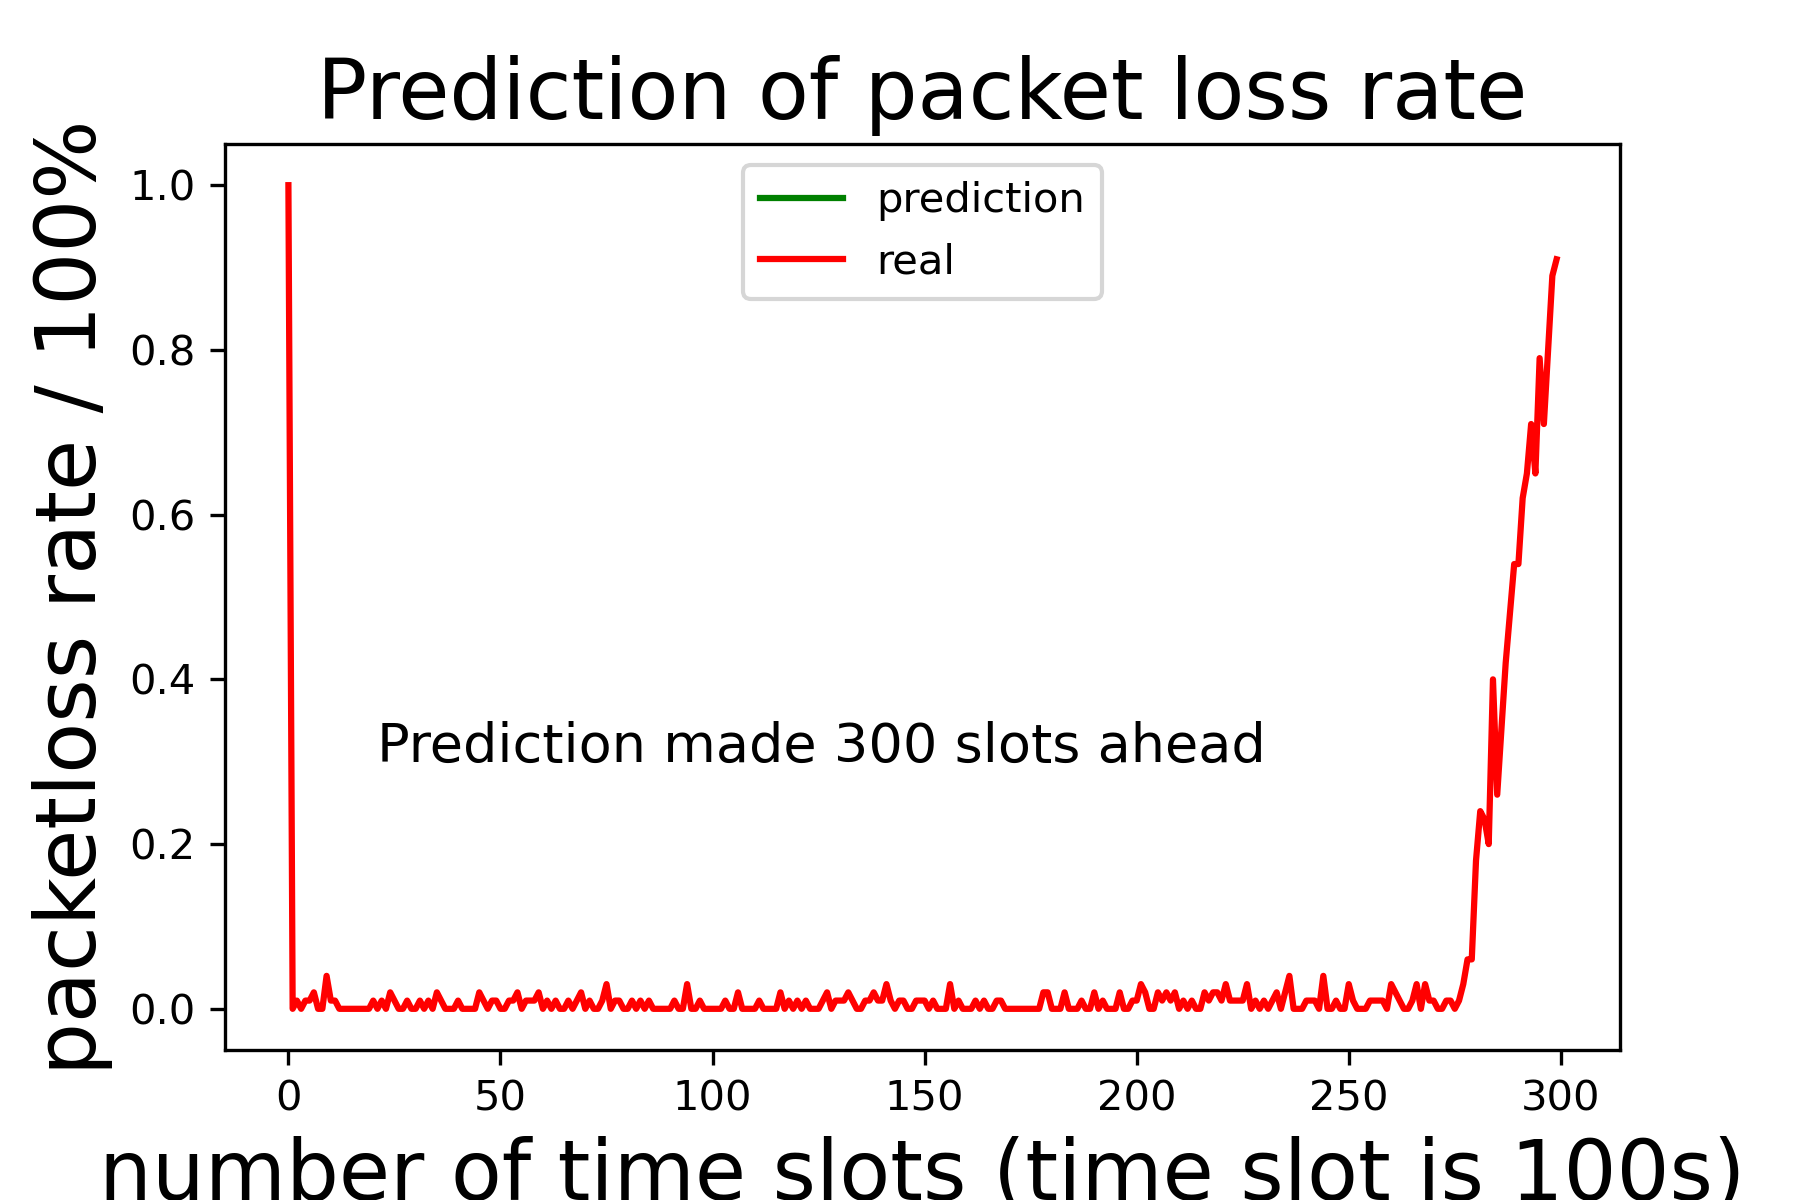 Prediction of packet loss rate
packetloss rate / 100%
1.0
0.8
0.6
0.4
0.2
0.0
prediction
real
Prediction made 300 slots ahead
0 50 100 150 200 250 300
number of time slots (time slot is 100s)